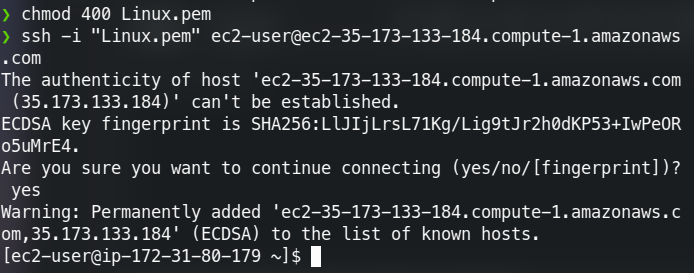 ❯ chmod 400 Linux.pem
❯ ssh -i "Linux.pem" ec2-user@ec2-35-173-133-184.compute-1.amazonaws
.com
The authenticity of host 'ec2-35-173-133-184.compute-1.amazonaws.com
(35.173.133.184)' can't be established.
ECDSA key fingerprint is SHA256:LlJIjLrsL71Kg/Lig9tJr2h0dKP53+IwPeOR
o5uMrE4.
Are you sure you want to continue connecting (yes/no/[fingerprint])?
yes
Warning: Permanently added 'ec2-35-173-133-184.compute-1.amazonaws.c
om,35.173.133.184' (ECDSA) to the list of known hosts.
[ec2-user@ip-172-31-80-179 ~]$